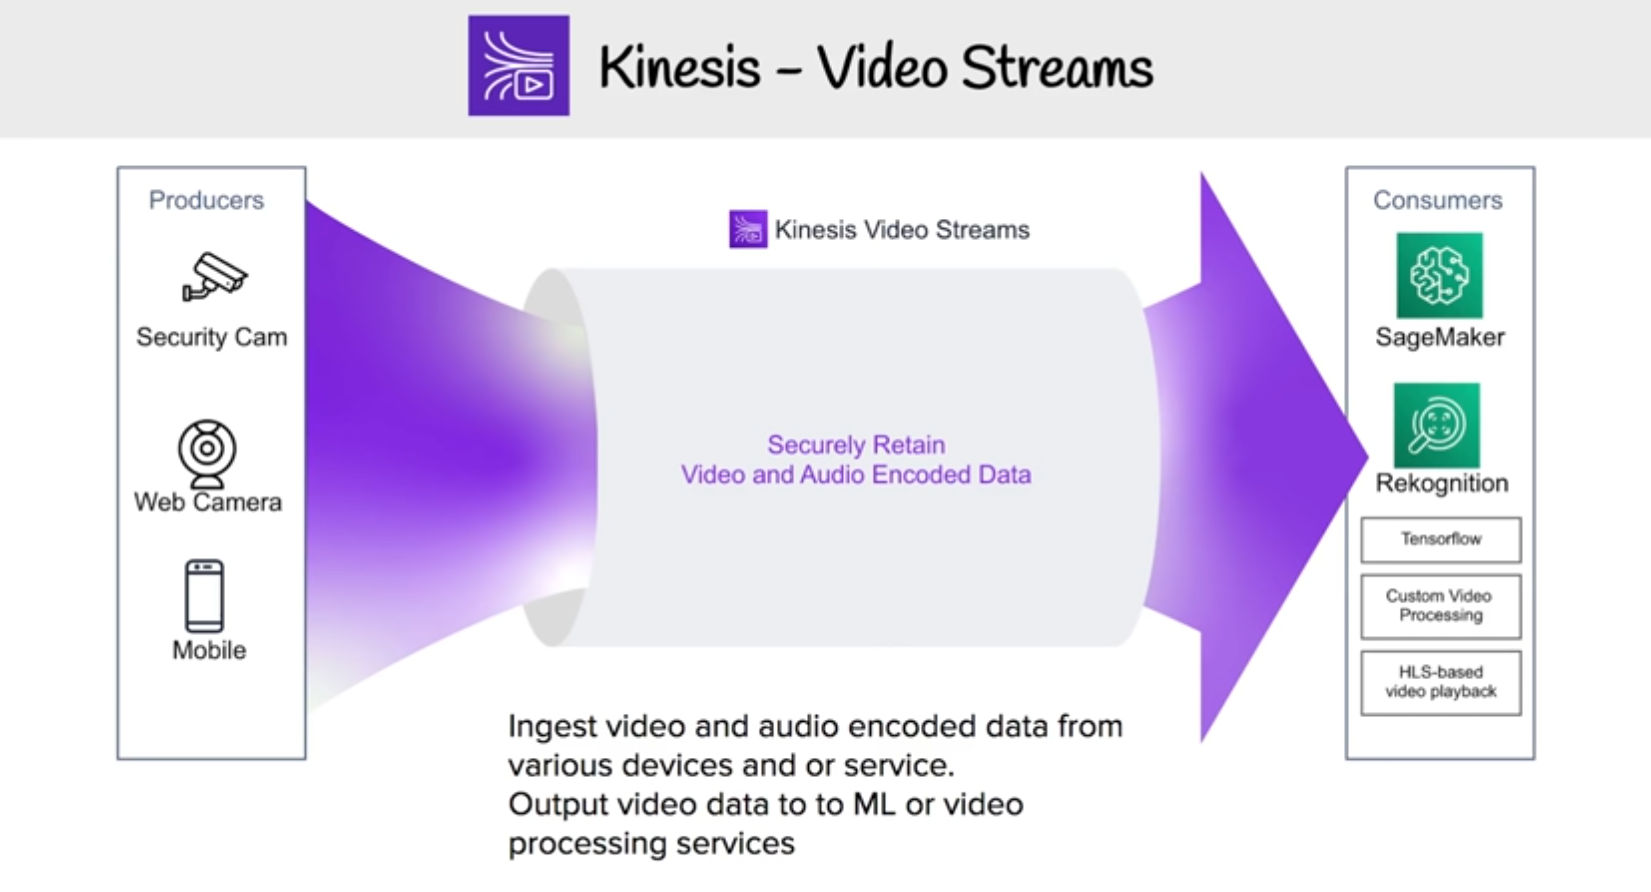 Kinesis – Video Streams
Producers
Security Cam
Web Camera
Mobile
Kinesis Video Streams
Securely Retain
Video and Audio Encoded Data
Ingest video and audio encoded data from
various devices and or service.
Output video data to to ML or video
processing services
Consumers
SageMaker
Rekognition
Tensorflow
Custom Video
Processing
HLS-based
video playback